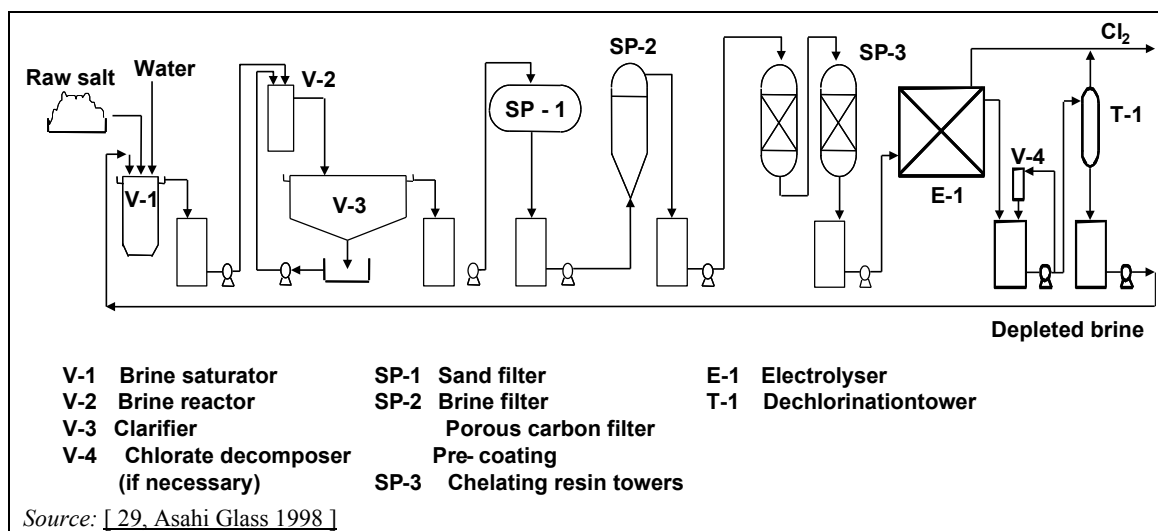 Cl2
SP-2
Water
SP-3
Raw salt
V-2
SP - 1
T-1
V-4
V-1
V-3
E-1
Depleted brine
V-1 Brine saturator
V-2 Brine reactor
V-3 Clarifier
V-4 Chlorate decomposer
(if necessary)
SP-1 Sand filter
SP-2 Brine filter
Porous carbon filter
Pre- coating
SP-3 Chelating resin towers
E-1 Electrolyser
T-1 Dechlorinationtower
Source: [ 29, Asahi Glass 1998 ]